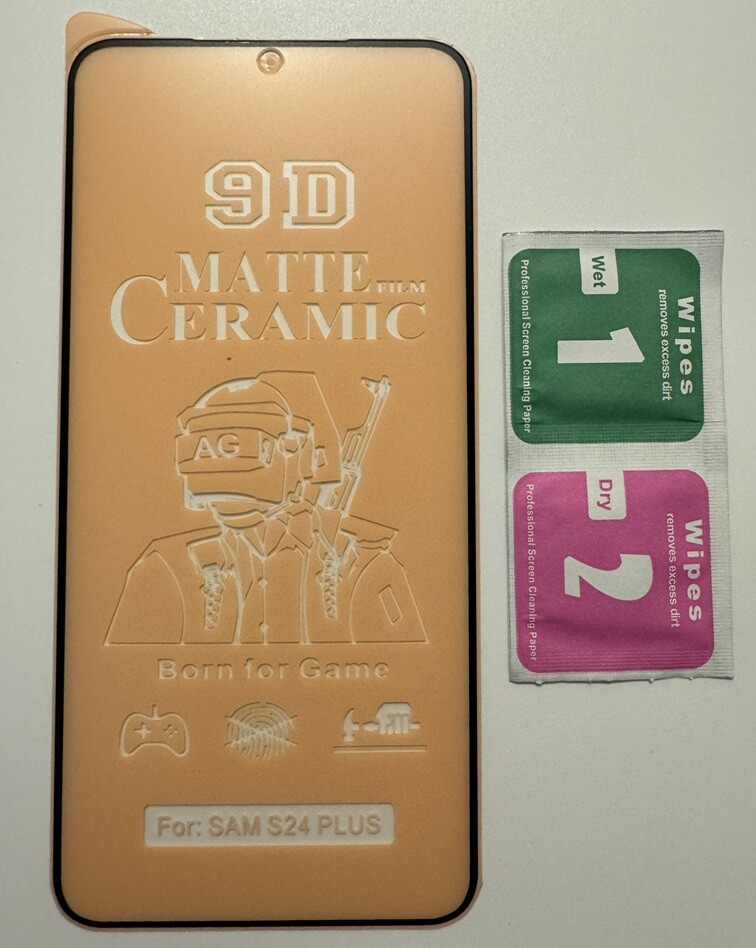 9D
MATTE FILM
CERAMIC
AG
Born for Game
For: SAM S24 PLUS
Wipes
removes excess dirt
Wet
1
Professional Screen Cleaning Paper
Wipes
removes excess dirt
Dry
2
Professional Screen Cleaning Paper